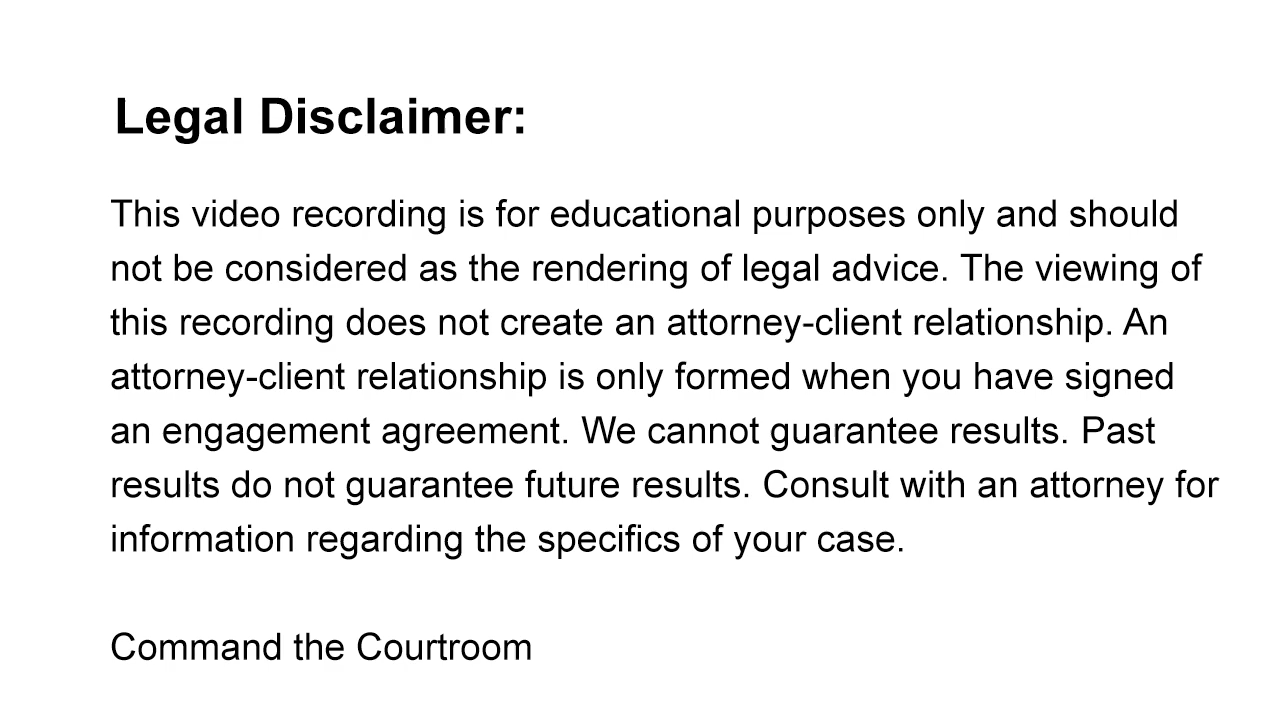 Legal Disclaimer:
This video recording is for educational purposes only and should
not be considered as the rendering of legal advice. The viewing of
this recording does not create an attorney-client relationship. An
attorney-client relationship is only formed when you have signed
an engagement agreement. We cannot guarantee results. Past
results do not guarantee future results. Consult with an attorney for
information regarding the specifics of your case.
Command the Courtroom